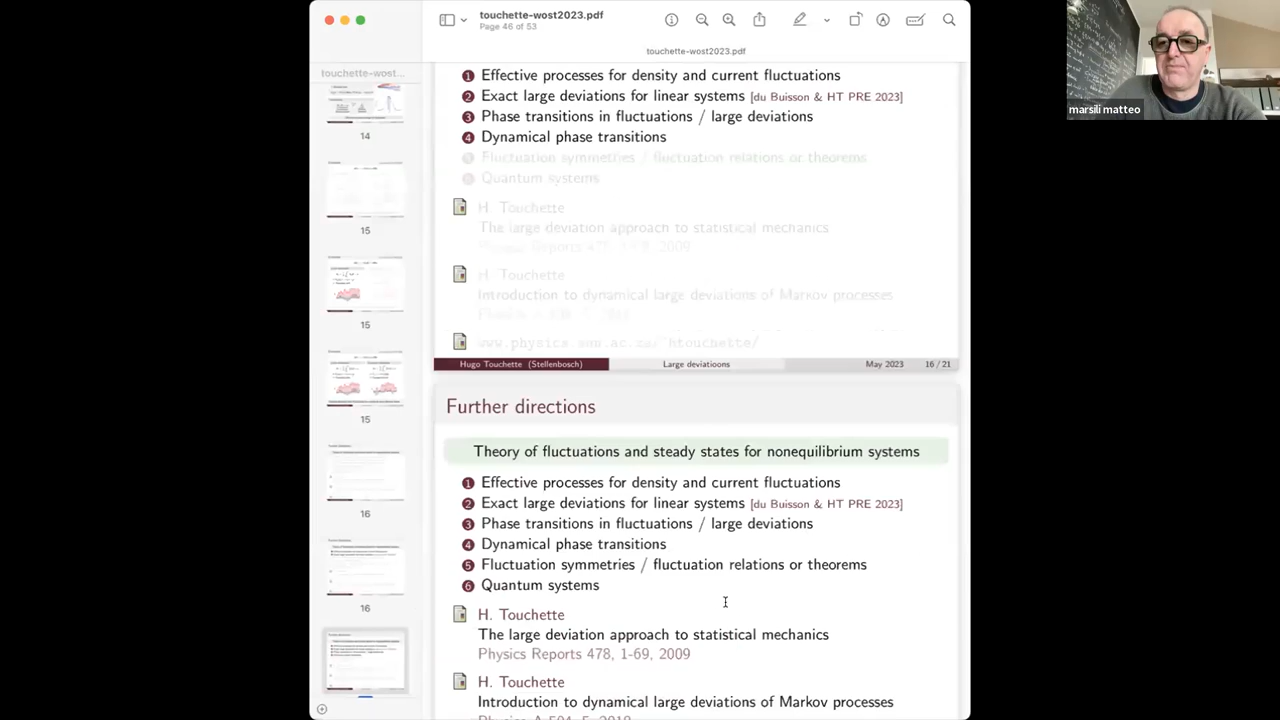 touchette-wost2023.pdf
Page 46 of 53
touchette-wost2023.pdf
touchette-wost...
14
15
15
15
16
16
1 Effective processes for density and current fluctuations
2 Exact large deviations for linear systems [du Buisson & HT PRE 2023]
3 Phase transitions in fluctuations / large deviations
4 Dynamical phase transitions
5 Fluctuation symmetries / fluctuation relations or theorems
6 Quantum systems
H. Touchette
The large deviation approach to statistical mechanics
Physics Reports 478, 1-69, 2009
H. Touchette
Introduction to dynamical large deviations of Markov processes
Hugo Touchette (Stellenbosch) Large deviatioons May 2023 16 / 21
Further directions
Theory of fluctuations and steady states for nonequilibrium systems
1 Effective processes for density and current fluctuations
2 Exact large deviations for linear systems [du Buisson & HT PRE 2023]
3 Phase transitions in fluctuations / large deviations
4 Dynamical phase transitions
5 Fluctuation symmetries / fluctuation relations or theorems
6 Quantum systems
H. Touchette
The large deviation approach to statistical mechanics
Physics Reports 478, 1-69, 2009
H. Touchette
Introduction to dynamical large deviations of Markov processes
marsili matteo